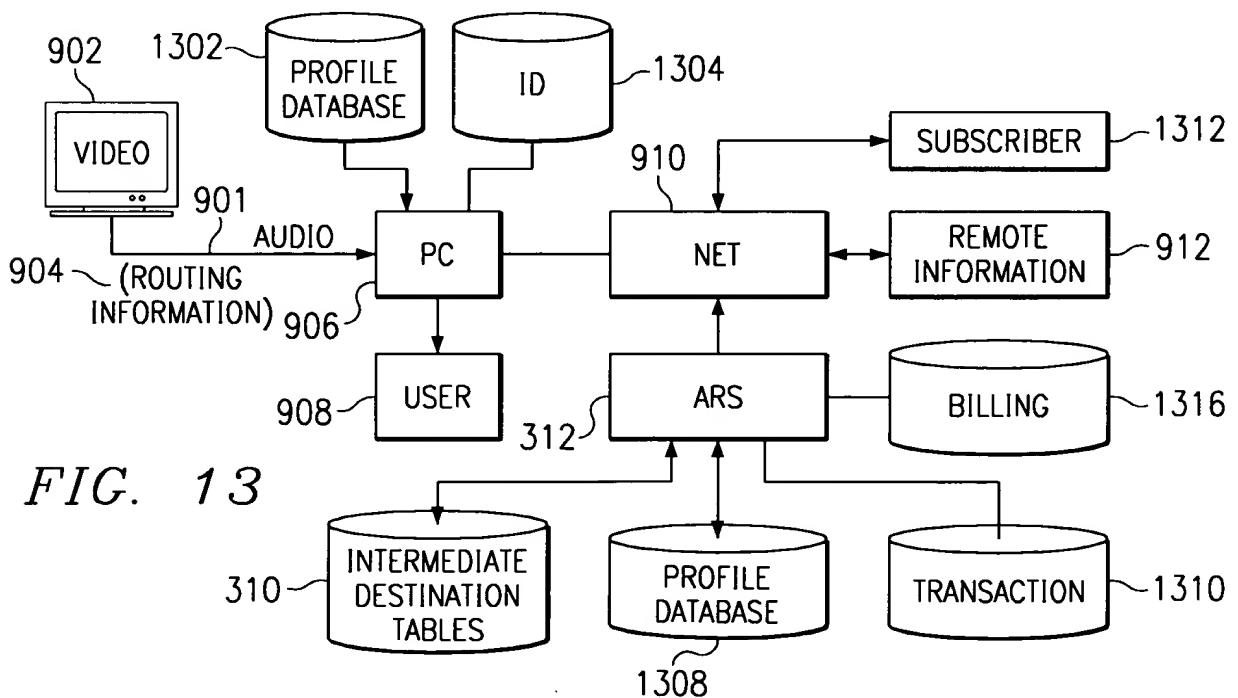 1302
902
PROFILE
DATABASE
ID
1304
VIDEO
SUBSCRIBER
1312
910
901
AUDIO
PC
NET
REMOTE
INFORMATION
912
904
(ROUTING
INFORMATION)
906
USER
908
ARS
312
BILLING
1316
FIG. 13
INTERMEDIATE
DESTINATION
TABLES
310
PROFILE
DATABASE
1308
TRANSACTION
1310